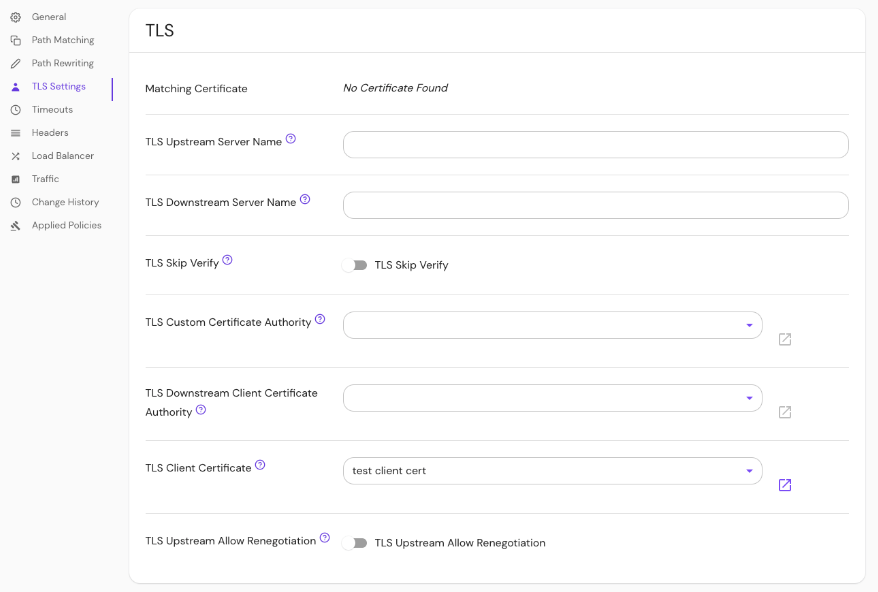 General
Path Matching
Path Rewriting
TLS Settings
Timeouts
Headers
Load Balancer
Traffic
Change History
Applied Policies
TLS
Matching Certificate
No Certificate Found
TLS Upstream Server Name
TLS Downstream Server Name
TLS Skip Verify
TLS Skip Verify
TLS Custom Certificate Authority
TLS Downstream Client Certificate
Authority
TLS Client Certificate
test client cert
TLS Upstream Allow Renegotiation
TLS Upstream Allow Renegotiation